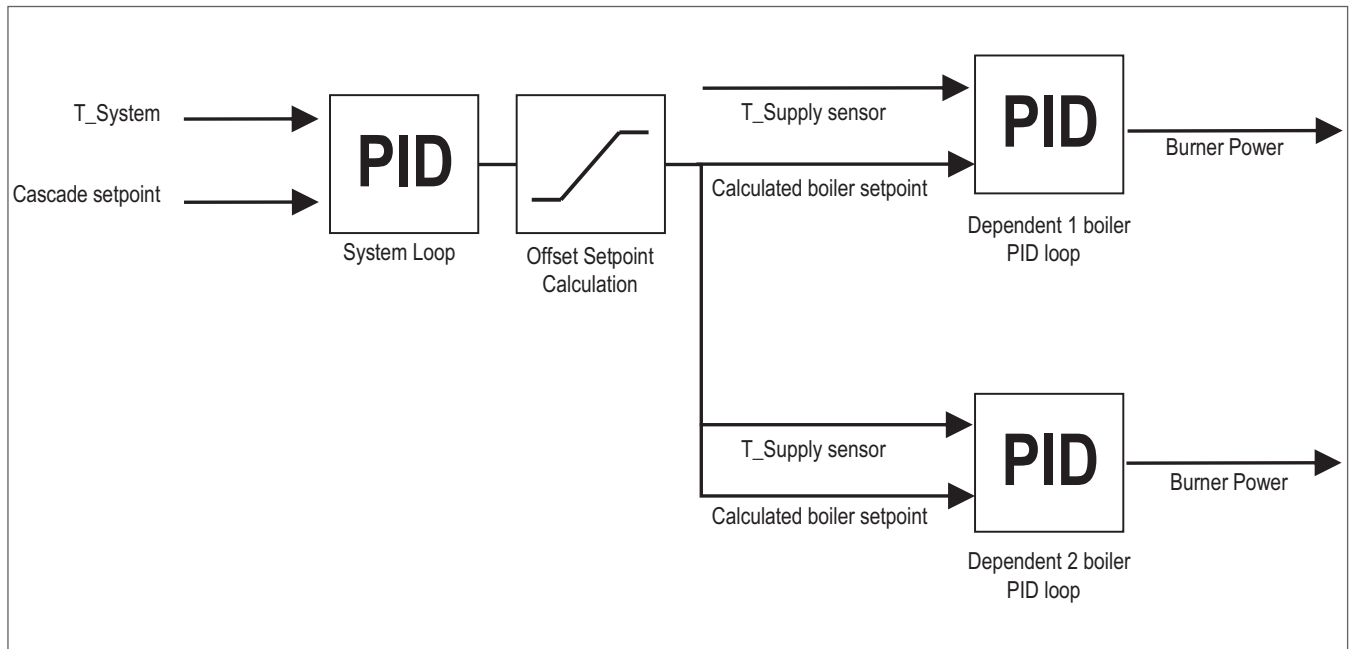 T_System
Cascade setpoint
PID
System Loop
Offset Setpoint
Calculation
T_Supply sensor
Calculated boiler setpoint
PID
Dependent 1 boiler
PID loop
Burner Power
T_Supply sensor
Calculated boiler setpoint
PID
Dependent 2 boiler
PID loop
Burner Power